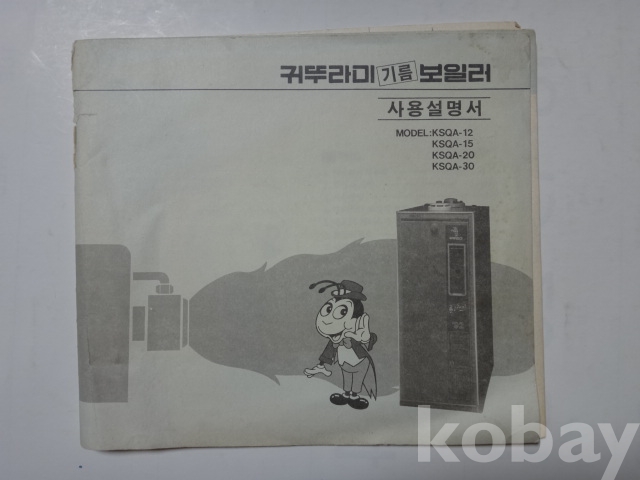 귀뚜라미 기름 보일러
사용설명서
MODEL:KSQA-12
KSQA-15
KSQA-20
KSQA-30
kobay